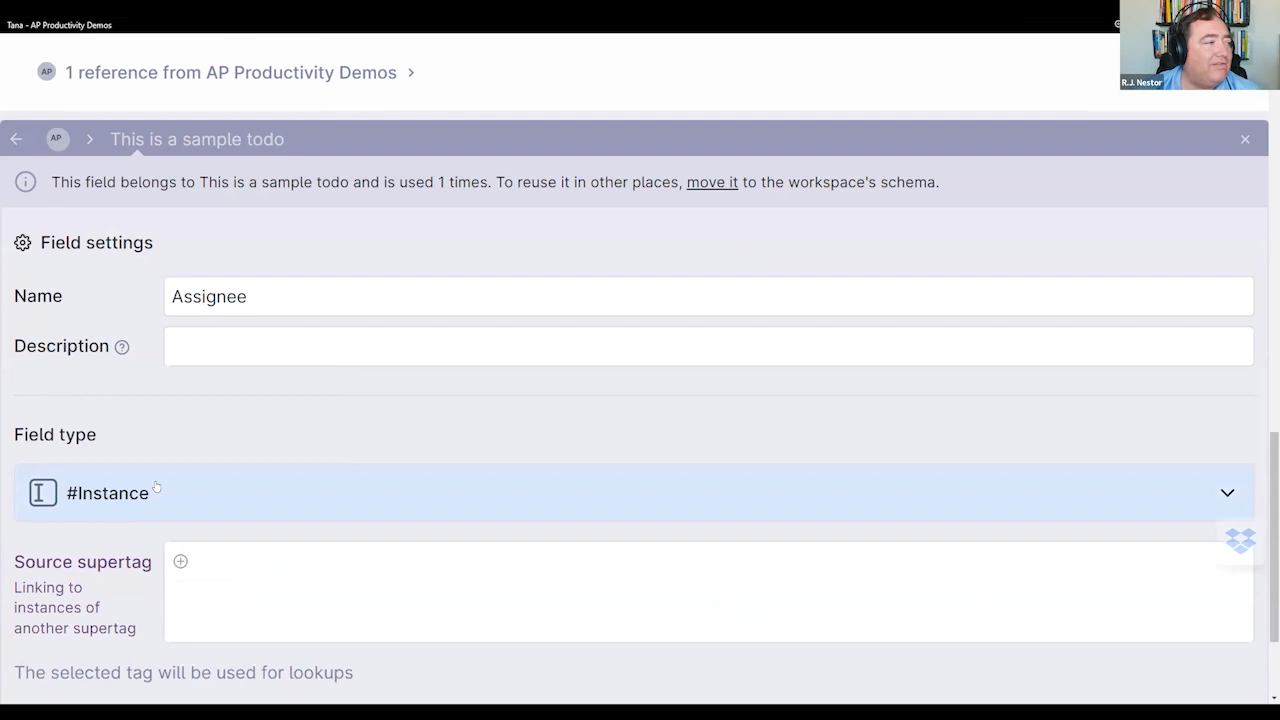 Tana - AP Productivity Demos
R.J. Nestor
AP 1 reference from AP Productivity Demos
AP This is a sample todo
This field belongs to This is a sample todo and is used 1 times. To reuse it in other places, move it to the workspace's schema.
Field settings
Name Assignee
Description
Field type
#Instance
Source supertag
Linking to
instances of
another supertag
The selected tag will be used for lookups